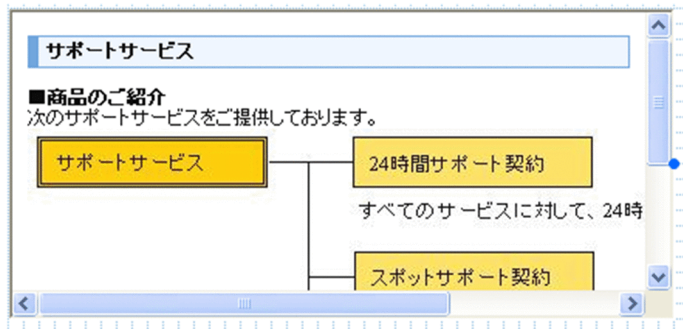 サポートサービス
■商品のご紹介
次のサポートサービスをご提供しております。
サポートサービス
24時間サポート契約
すべてのサービスに対して、24時
スポットサポート契約